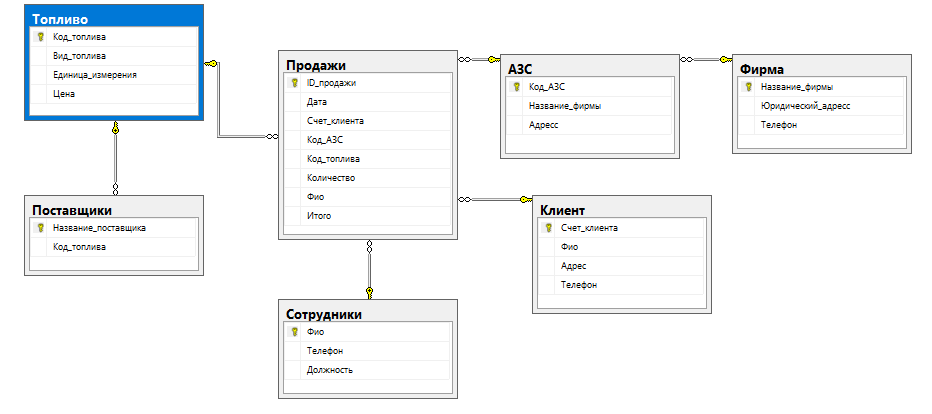 Топливо
Код_топлива
Вид_топлива
Единица_измерения
Цена
Продажи
ID_продажи
Дата
Счет_клиента
Код_АЗС
Код_топлива
Количество
Фио
Итого
АЗС
Код_АЗС
Название_фирмы
Адресс
Фирма
Название_фирмы
Юридический_адресс
Телефон
Поставщики
Название_поставщика
Код_топлива
Клиент
Счет_клиента
Фио
Адрес
Телефон
Сотрудники
Фио
Телефон
Должность